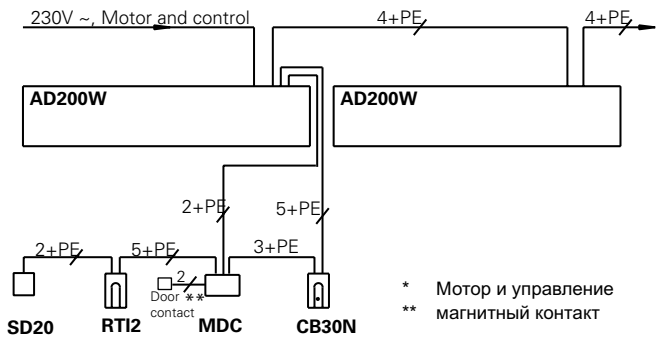 230V ~, Motor and control
4+PE
4+PE
AD200W
AD200W
2+PE
5+PE
2+PE
5+PE
3+PE
2
Door **
contact
SD20
RTI2
MDC
CB30N
* Мотор и управление
** магнитный контакт